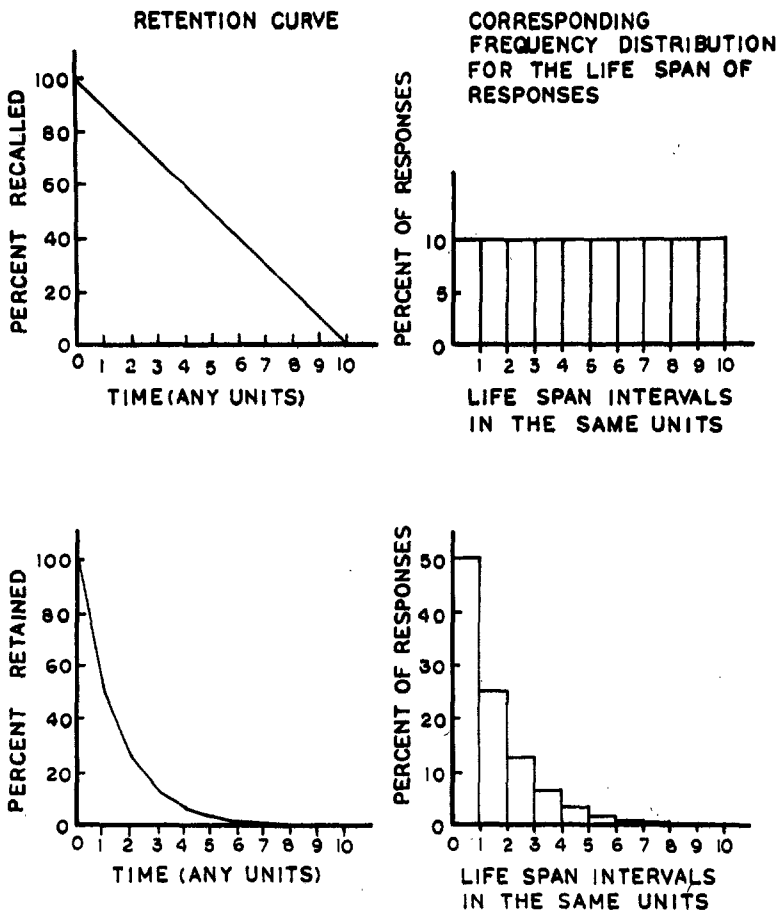 RETENTION CURVE
CORRESPONDING
FREQUENCY DISTRIBUTION
FOR THE LIFE SPAN OF
RESPONSES
PERCENT RECALLED
100
80
60
40
20
0
0 1 2 3 4 5 6 7 8 9 10
TIME (ANY UNITS)
PERCENT OF RESPONSES
10
5
0
1 2 3 4 5 6 7 8 9 10
LIFE SPAN INTERVALS
IN THE SAME UNITS
PERCENT RETAINED
100
80
60
40
20
0
0 1 2 3 4 5 6 7 8 9 10
TIME (ANY UNITS)
PERCENT OF RESPONSES
50
40
30
20
10
0
0 1 2 3 4 5 6 7 8 9 10
LIFE SPAN INTERVALS
IN THE SAME UNITS